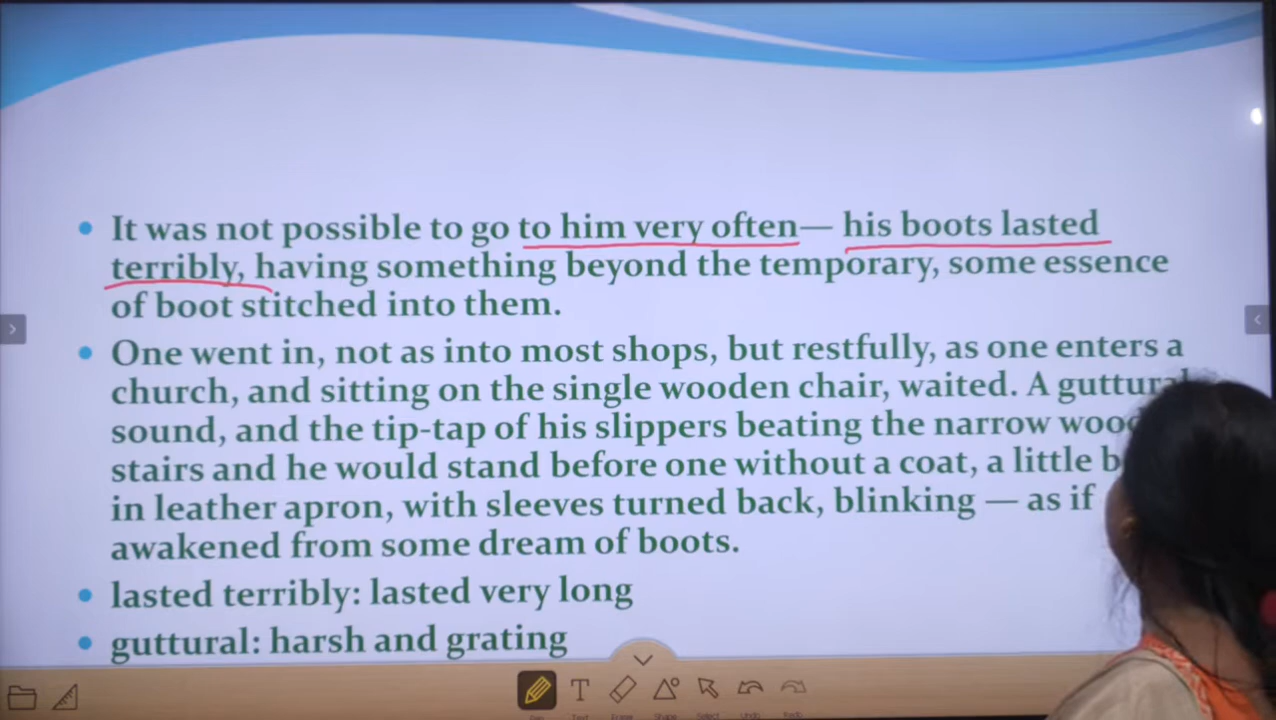 It was not possible to go to him very often— his boots lasted
terribly, having something beyond the temporary, some essence
of boot stitched into them.
One went in, not as into most shops, but restfully, as one enters a
church, and sitting on the single wooden chair, waited. A guttural
sound, and the tip-tap of his slippers beating the narrow
stairs and he would stand before one without a coat, a little
in leather apron, with sleeves turned back, blinking — as if
awakened from some dream of boots.
lasted terribly: lasted very long
guttural: harsh and grating